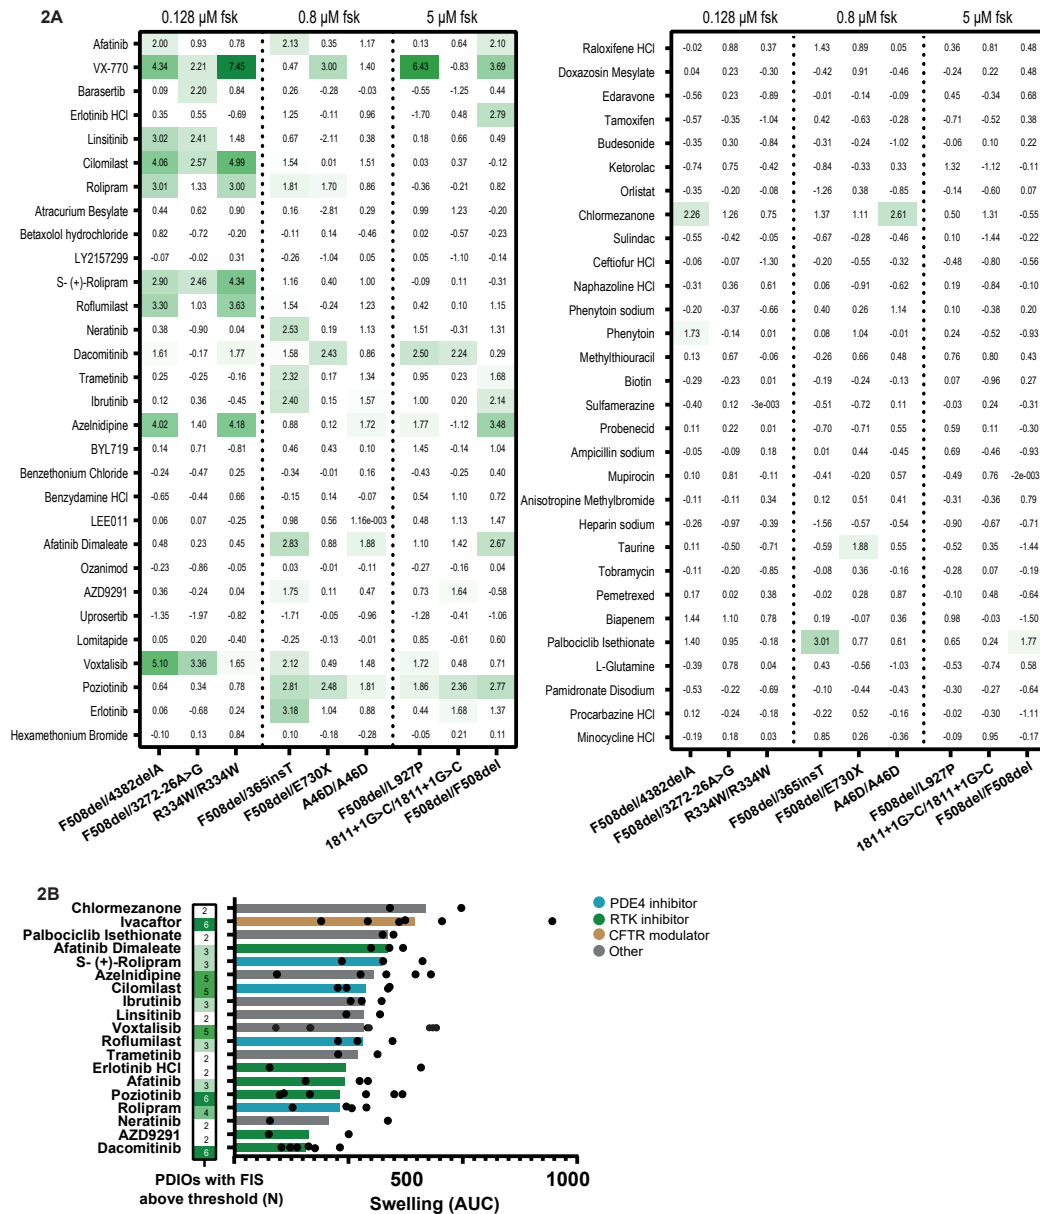 2A
0.128 µM fsk 0.8 µM fsk 5 µM fsk
Afatinib 2.00 0.93 0.78 2.13 0.35 1.17 0.13 0.64 2.10
VX-770 4.34 2.21 7.45 0.47 3.00 1.40 6.43 -0.83 3.69
Barasertib 0.09 2.20 0.84 0.26 -0.28 -0.03 -0.55 -1.25 0.44
Erlotinib HCl 0.35 0.55 -0.69 1.25 -0.11 0.96 -1.70 0.48 2.79
Linsitinib 3.02 2.41 1.48 0.67 -2.11 0.38 0.18 0.66 0.49
Cilomilast 4.06 2.57 4.99 1.54 0.01 1.51 0.03 0.37 -0.12
Rolipram 3.01 1.33 3.00 1.81 1.70 0.86 -0.36 -0.21 0.82
Atracurium Besylate 0.44 0.62 0.90 0.16 -2.81 0.29 0.99 1.23 -0.20
Betaxolol hydrochloride 0.82 -0.72 -0.20 -0.11 0.14 -0.46 0.02 -0.57 -0.23
LY2157299 -0.07 -0.02 0.31 -0.26 -1.04 0.05 0.05 -1.10 -0.14
S- (+)-Rolipram 2.90 2.46 4.34 1.16 0.40 1.00 -0.09 0.11 -0.31
Roflumilast 3.30 1.03 3.63 1.54 -0.24 1.23 0.42 0.10 1.15
Neratinib 0.38 -0.90 0.04 2.53 0.19 1.13 1.51 -0.31 1.31
Dacomitinib 1.61 -0.17 1.77 1.58 2.43 0.86 2.50 2.24 0.29
Trametinib 0.25 -0.25 -0.16 2.32 0.17 1.34 0.95 0.23 1.68
Ibrutinib 0.12 0.36 -0.45 2.40 0.15 1.57 1.00 0.20 2.14
Azelnidipine 4.02 1.40 4.18 0.88 0.12 1.72 1.77 -1.12 3.48
BYL719 0.14 0.71 -0.81 0.46 0.43 0.10 1.45 -0.14 1.04
Benzethonium Chloride -0.24 -0.47 0.25 -0.34 -0.01 0.16 -0.43 -0.25 0.40
Benzydamine HCl -0.65 -0.44 0.66 -0.15 0.14 -0.07 0.54 1.10 0.72
LEE011 0.06 0.07 -0.25 0.98 0.56 1.16e-003 0.48 1.13 1.47
Afatinib Dimaleate 0.48 0.23 0.45 2.83 0.88 1.88 1.10 1.42 2.67
Ozanimod -0.23 -0.86 -0.05 0.03 -0.01 -0.11 -0.27 -0.16 0.04
AZD9291 0.36 -0.24 0.04 1.75 0.11 0.47 0.73 1.64 -0.58
Uprosertib -1.35 -1.97 -0.82 -1.71 -0.05 -0.96 -1.28 -0.41 -1.06
Lomitapide 0.05 0.20 -0.40 -0.25 -0.13 -0.01 0.85 -0.61 0.60
Voxtalisib 5.10 3.36 1.65 2.12 0.49 1.48 1.72 0.48 0.71
Poziotinib 0.64 0.34 0.78 2.81 2.48 1.81 1.86 2.36 2.77
Erlotinib 0.06 -0.68 0.24 3.18 1.04 0.88 0.44 1.68 1.37
Hexamethonium Bromide -0.10 0.13 0.84 0.10 -0.18 -0.28 -0.05 0.21 0.11
F508del/4382delA F508del/3272-26A>G R334W/R334W F508del/365insT F508del/E730X A46D/A46D F508del/L927P 1811+1G>C/1811+1G>C F508del/F508del
0.128 µM fsk 0.8 µM fsk 5 µM fsk
Raloxifene HCl -0.02 0.88 0.37 1.43 0.89 0.05 0.36 0.81 0.48
Doxazosin Mesylate 0.04 0.23 -0.30 -0.42 0.91 -0.46 -0.24 0.22 0.48
Edaravone -0.56 0.23 -0.89 -0.01 -0.14 -0.09 0.45 -0.34 0.68
Tamoxifen -0.57 -0.35 -1.04 0.42 -0.63 -0.28 -0.71 -0.52 0.38
Budesonide -0.35 0.30 -0.84 -0.31 -0.24 -1.02 -0.06 0.10 0.22
Ketorolac -0.74 0.75 -0.42 -0.84 -0.33 0.33 1.32 -1.12 -0.11
Orlistat -0.35 -0.20 -0.08 -1.26 0.38 -0.85 -0.14 -0.60 0.07
Chlormezanone 2.26 1.26 0.75 1.37 1.11 2.61 0.50 1.31 -0.55
Sulindac -0.55 -0.42 -0.05 -0.67 -0.28 -0.46 0.10 -1.44 -0.22
Ceftiofur HCl -0.06 -0.07 -1.30 -0.20 -0.55 -0.32 -0.48 -0.80 -0.56
Naphazoline HCl -0.31 0.36 0.61 0.06 -0.91 -0.62 0.19 -0.84 -0.10
Phenytoin sodium -0.20 -0.37 -0.66 0.40 0.26 1.14 0.10 -0.38 0.20
Phenytoin 1.73 -0.14 0.01 0.08 1.04 -0.01 0.24 -0.52 -0.93
Methylthiouracil 0.13 0.67 -0.06 -0.26 0.66 0.48 0.76 0.80 0.43
Biotin -0.29 -0.23 0.01 -0.19 -0.24 -0.13 0.07 -0.96 0.27
Sulfamerazine -0.40 0.12 -3e-003 -0.51 -0.72 0.11 -0.03 0.24 -0.31
Probenecid 0.11 0.22 0.01 -0.70 -0.71 0.55 0.59 0.11 -0.30
Ampicillin sodium -0.05 -0.09 0.18 0.01 0.44 -0.45 0.69 -0.46 -0.93
Mupirocin 0.10 0.81 -0.11 -0.41 -0.20 0.57 -0.49 0.76 -2e-003
Anisotropine Methylbromide -0.11 -0.11 0.34 0.12 0.51 0.41 -0.31 -0.36 0.79
Heparin sodium -0.26 -0.97 -0.39 -1.56 -0.57 -0.54 -0.90 -0.67 -0.71
Taurine 0.11 -0.50 -0.71 -0.59 1.88 0.55 -0.52 0.35 -1.44
Tobramycin -0.11 -0.20 -0.85 -0.08 0.36 -0.16 -0.28 0.07 -0.19
Pemetrexed 0.17 0.02 0.38 -0.02 0.28 0.87 -0.10 0.48 -0.64
Biapenem 1.44 1.10 0.78 0.19 -0.07 0.36 0.98 -0.03 -1.50
Palbociclib Isethionate 1.40 0.95 -0.18 3.01 0.77 0.61 0.65 0.24 1.77
L-Glutamine -0.39 0.78 0.04 0.43 -0.56 -1.03 -0.53 -0.74 0.58
Pamidronate Disodium -0.53 -0.22 -0.69 -0.10 -0.44 -0.43 -0.30 -0.27 -0.64
Procarbazine HCl 0.12 -0.24 -0.18 -0.22 0.52 -0.16 -0.02 -0.30 -1.11
Minocycline HCl -0.19 0.18 0.03 0.85 0.26 -0.36 -0.09 0.95 -0.17
F508del/4382delA F508del/3272-26A>G R334W/R334W F508del/365insT F508del/E730X A46D/A46D F508del/L927P 1811+1G>C/1811+1G>C F508del/F508del
2B
Chlormezanone 2
Ivacaftor 6
Palbociclib Isethionate 2
Afatinib Dimaleate 3
S- (+)-Rolipram 3
Azelnidipine 5
Cilomilast 5
Ibrutinib 3
Linsitinib 2
Voxtalisib 5
Roflumilast 3
Trametinib 2
Erlotinib HCl 2
Afatinib 3
Poziotinib 6
Rolipram 4
Neratinib 2
AZD9291 2
Dacomitinib 6
PDE4 inhibitor
RTK inhibitor
CFTR modulator
Other
500 1000
PDIOs with FIS
above threshold (N)
Swelling (AUC)